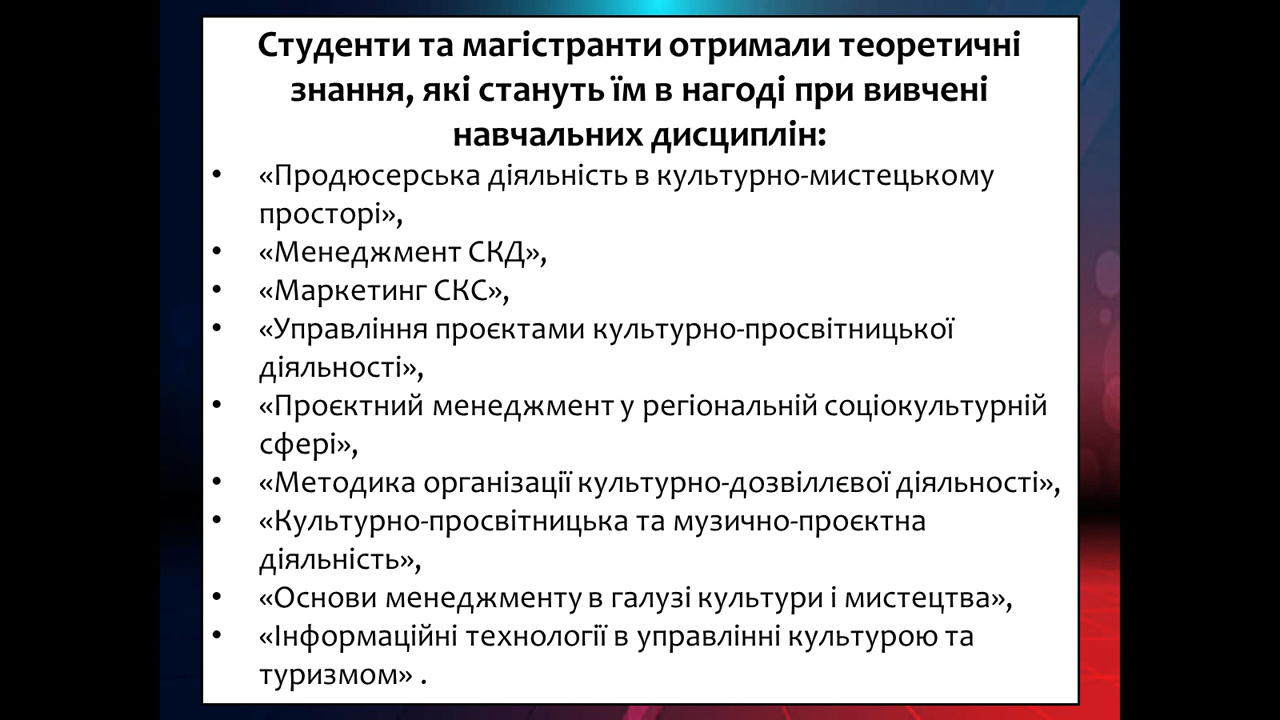 Студенти та магістранти отримали теоретичні
знання, які стануть їм в нагоді при вивчені
навчальних дисциплін:
• «Продюсерська діяльність в культурно-мистецькому
просторі»,
• «Менеджмент СКД»,
• «Маркетинг СКС»,
• «Управління проєктами культурно-просвітницької
діяльності»,
• «Проєктний менеджмент у регіональній соціокультурній
сфері»,
• «Методика організації культурно-дозвіллєвої діяльності»,
• «Культурно-просвітницька та музично-проєктна
діяльність»,
• «Основи менеджменту в галузі культури і мистецтва»,
• «Інформаційні технології в управлінні культурою та
туризмом» .